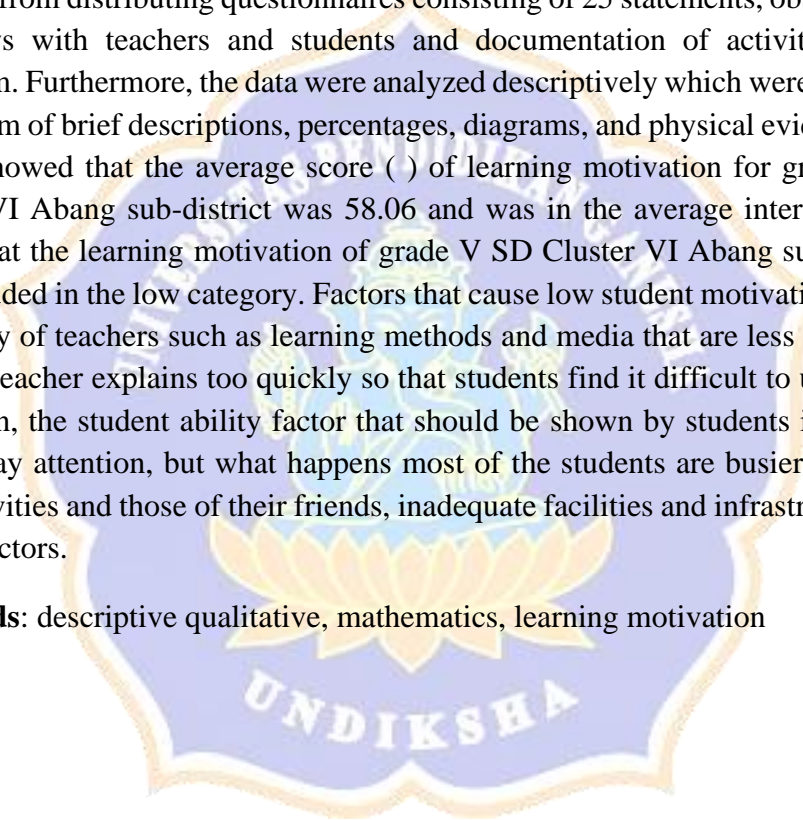 from distributing questionnaires consisting of 25 statements, ob
s with teachers and students and documentation of activit
n. Furthermore, the data were analyzed descriptively which were
m of brief descriptions, percentages, diagrams, and physical evi
howed that the average score ( ) of learning motivation for gr
VI Abang sub-district was 58.06 and was in the average inter
at the learning motivation of grade V SD Cluster VI Abang su
uded in the low category. Factors that cause low student motivati
y of teachers such as learning methods and media that are less
eacher explains too quickly so that students find it difficult to u
n, the student ability factor that should be shown by students i
ay attention, but what happens most of the students are busier
vities and those of their friends, inadequate facilities and infrastr
ctors.
ds: descriptive qualitative, mathematics, learning motivation
UNIVERSITAS PENDIDIKAN GANESHA
UNDIKSHA